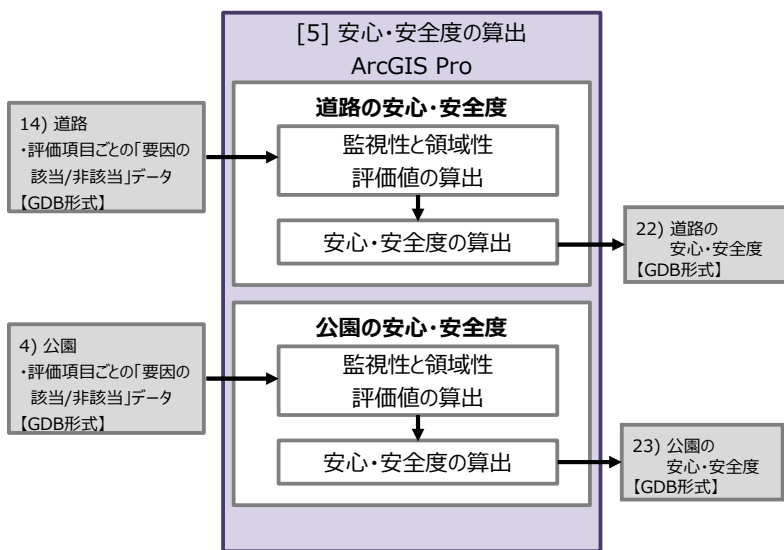 [5] 安心・安全度の算出
ArcGIS Pro
道路の安心・安全度
14) 道路
・評価項目ごとの「要因の
該当/非該当」データ
【GDB形式】
監視性と領域性
評価値の算出
安心・安全度の算出
22) 道路の
安心・安全度
【GDB形式】
公園の安心・安全度
4) 公園
・評価項目ごとの「要因の
該当/非該当」データ
【GDB形式】
監視性と領域性
評価値の算出
安心・安全度の算出
23) 公園の
安心・安全度
【GDB形式】